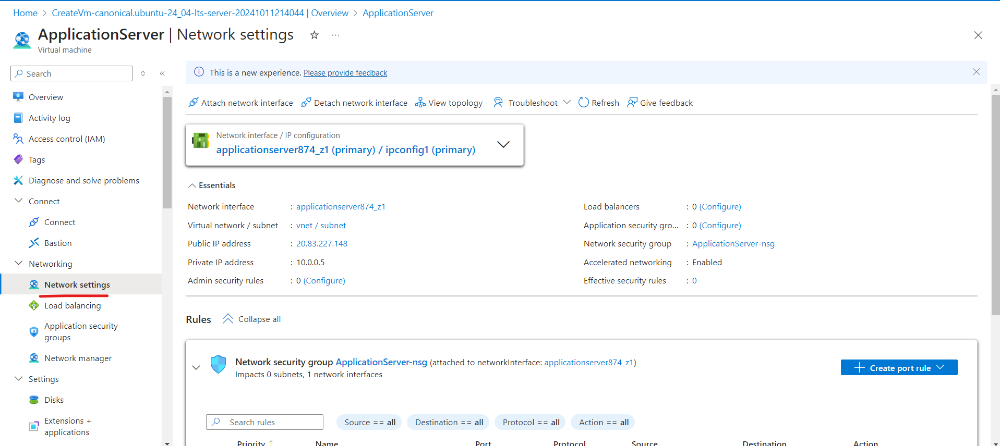 Home > CreateVm-canonical.ubuntu-24_04-lts-server-20241011214044 | Overview > ApplicationServer
ApplicationServer | Network settings
Virtual machine
Search
Overview
Activity log
Access control (IAM)
Tags
Diagnose and solve problems
Connect
Connect
Bastion
Networking
Network settings
Load balancing
Application security
groups
Network manager
Settings
Disks
Extensions +
applications
This is a new experience. Please provide feedback
Attach network interface Detach network interface View topology Troubleshoot Refresh Give feedback
Network interface / IP configuration
applicationserver874_z1 (primary) / ipconfig1 (primary)
Essentials
Network interface : applicationserver874_z1
Virtual network / subnet : vnet / subnet
Public IP address : 20.83.227.148
Private IP address : 10.0.0.5
Admin security rules : 0 (Configure)
Load balancers : 0 (Configure)
Application security gro... : 0 (Configure)
Network security group : ApplicationServer-nsg
Accelerated networking : Enabled
Effective security rules : 0
Rules Collapse all
Network security group ApplicationServer-nsg (attached to networkInterface: applicationserver874_z1)
Impacts 0 subnets, 1 network interfaces
Create port rule
Search rules Source == all Destination == all Protocol == all Action == all
Priority ↑ Name Port Protocol Source Destination Action